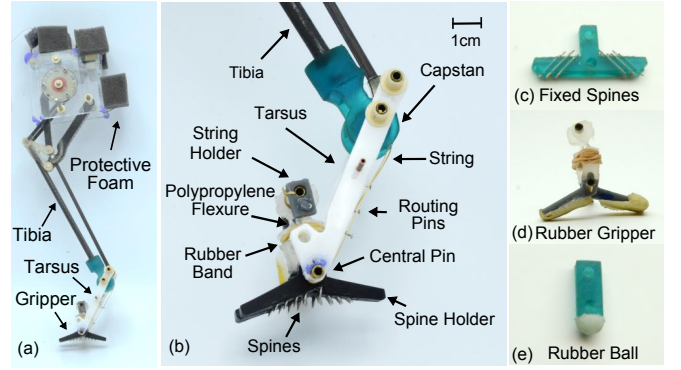 Protective
Foam
Tibia
Tarsus
Gripper
(a)
1cm
Tibia
Capstan
Tarsus
String
Holder
String
Polypropylene
Flexure
Routing
Pins
Rubber
Band
Central Pin
Spine Holder
Spines
(b)
(c) Fixed Spines
(d) Rubber Gripper
(e) Rubber Ball